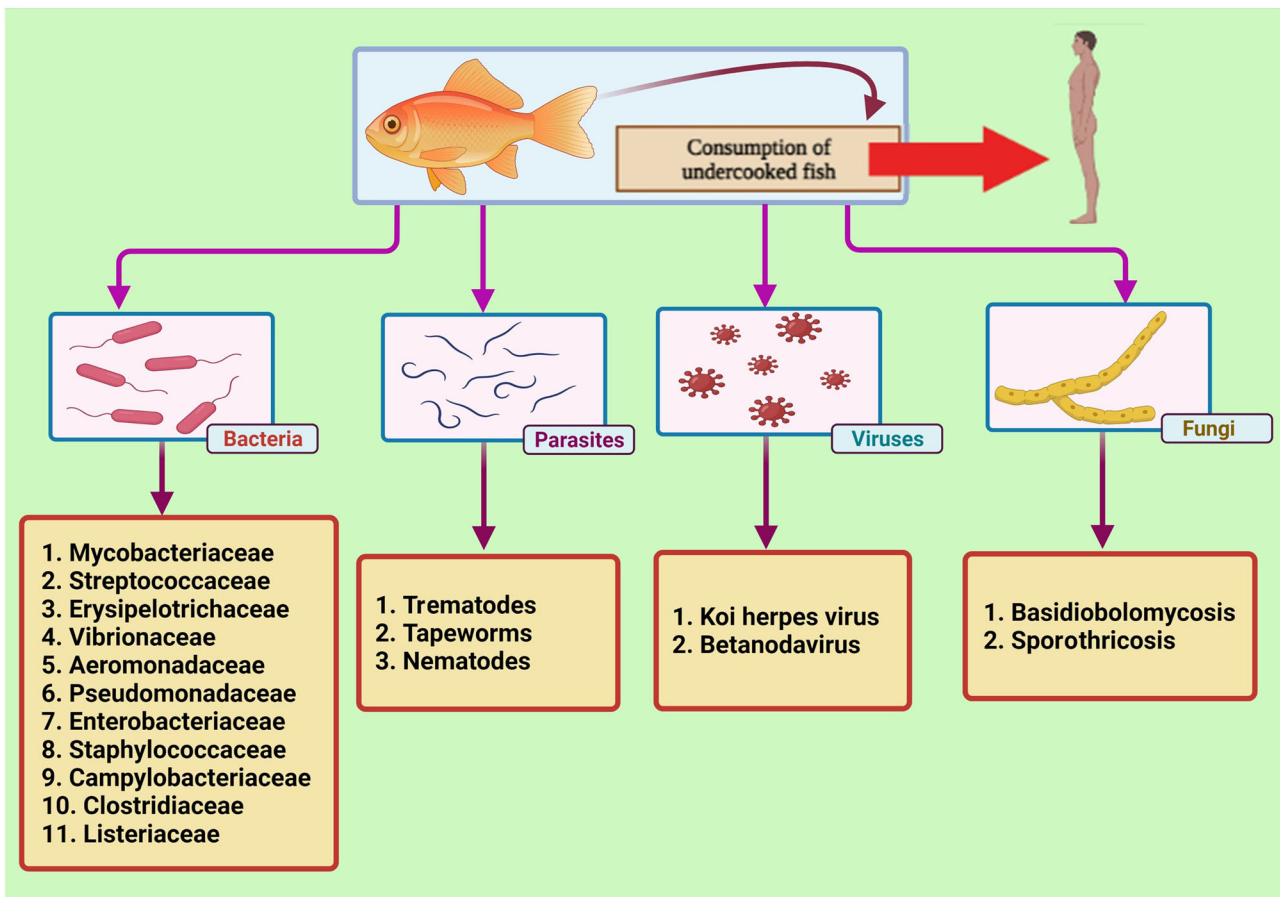 Consumption of
undercooked fish
Bacteria
Parasites
Viruses
Fungi
1. Mycobacteriaceae
2. Streptococcaceae
3. Erysipelotrichaceae
4. Vibrionaceae
5. Aeromonadaceae
6. Pseudomonadaceae
7. Enterobacteriaceae
8. Staphylococcaceae
9. Campylobacteriaceae
10. Clostridiaceae
11. Listeriaceae
1. Trematodes
2. Tapeworms
3. Nematodes
1. Koi herpes virus
2. Betanodavirus
1. Basidiobolomycosis
2. Sporothricosis